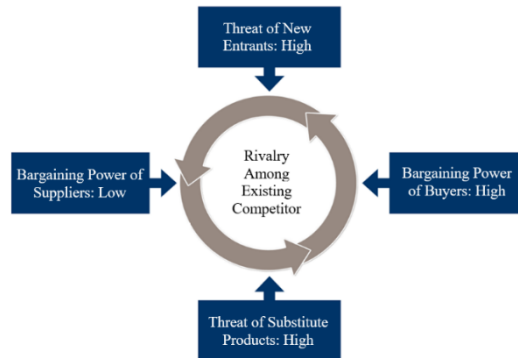 Threat of New
Entrants: High
Bargaining Power of
Suppliers: Low
Rivalry
Among
Existing
Competitor
Bargaining Power
of Buyers: High
Threat of Substitute
Products: High